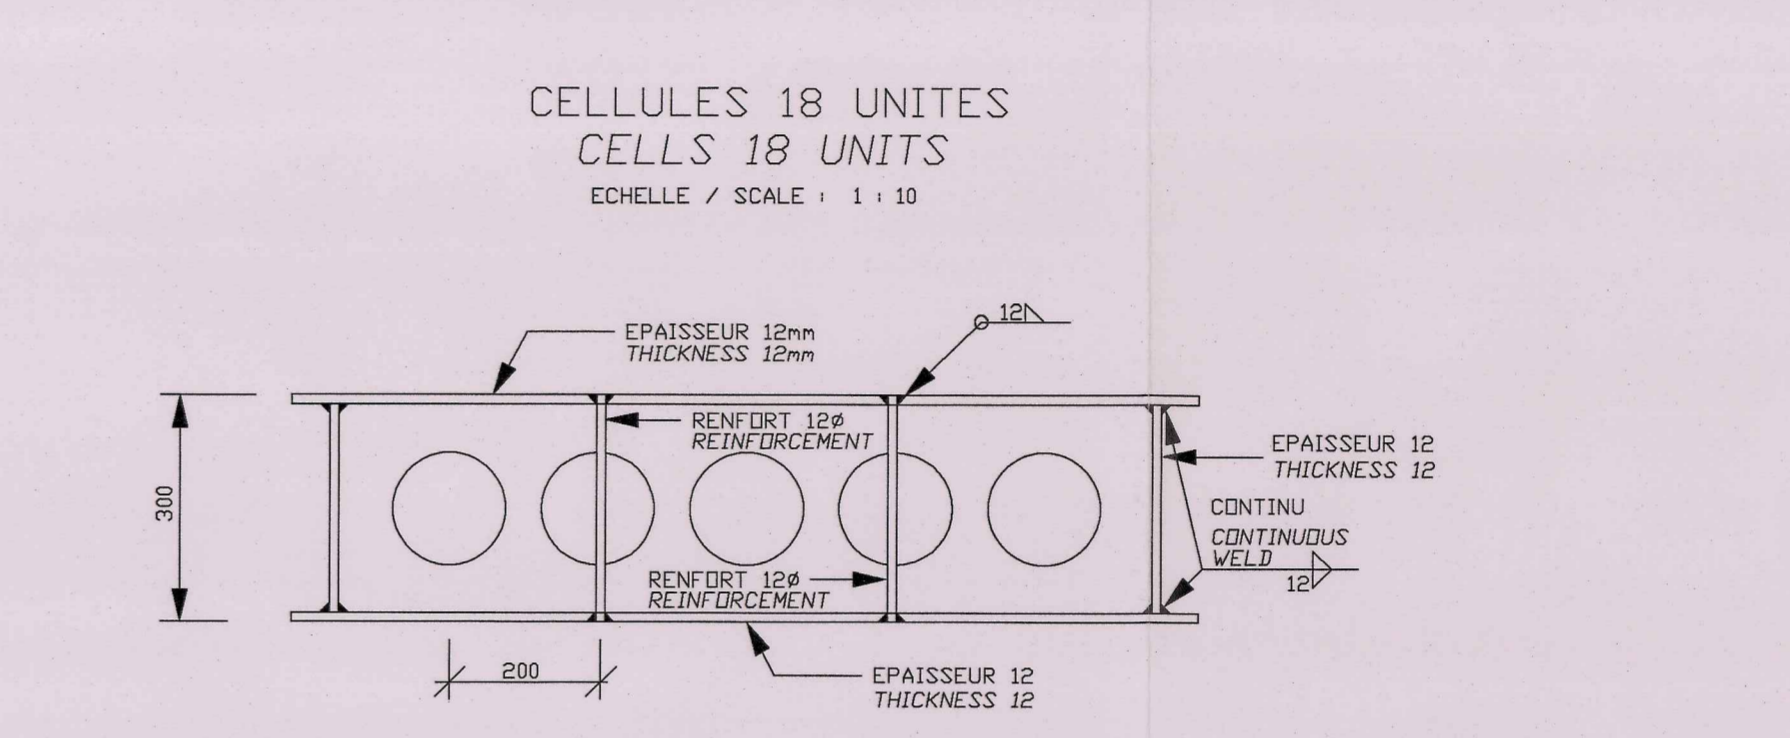 CELLULES 18 UNITES
CELLS 18 UNITS
ECHELLE / SCALE : 1 : 10
12
EPAISSEUR 12mm
THICKNESS 12mm
RENFORT 12ø
REINFORCEMENT
EPAISSEUR 12
THICKNESS 12
300
CONTINU
CONTINUOUS
WELD
12
RENFORT 12ø
REINFORCEMENT
200
EPAISSEUR 12
THICKNESS 12